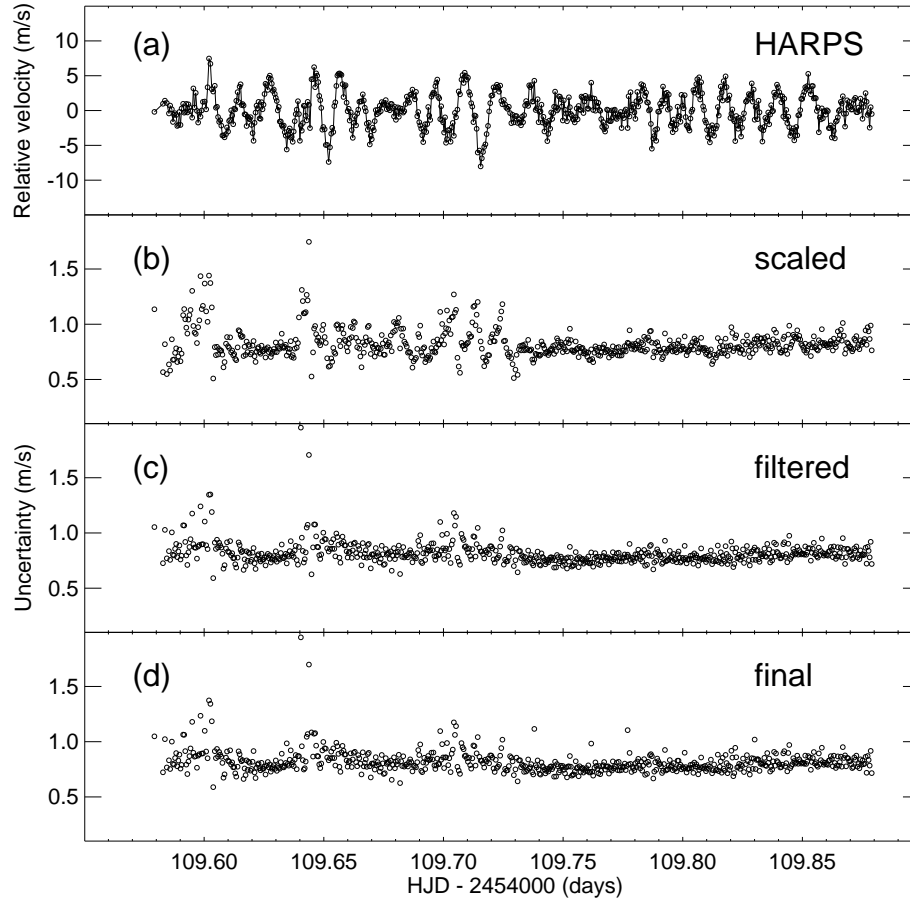 (a)
HARPS
Relative velocity (m/s)
10
5
0
-5
-10
(b)
scaled
1.5
1.0
0.5
(c)
filtered
Uncertainty (m/s)
1.5
1.0
0.5
(d)
final
1.5
1.0
0.5
109.60
109.65
109.70
109.75
109.80
109.85
HJD - 2454000 (days)